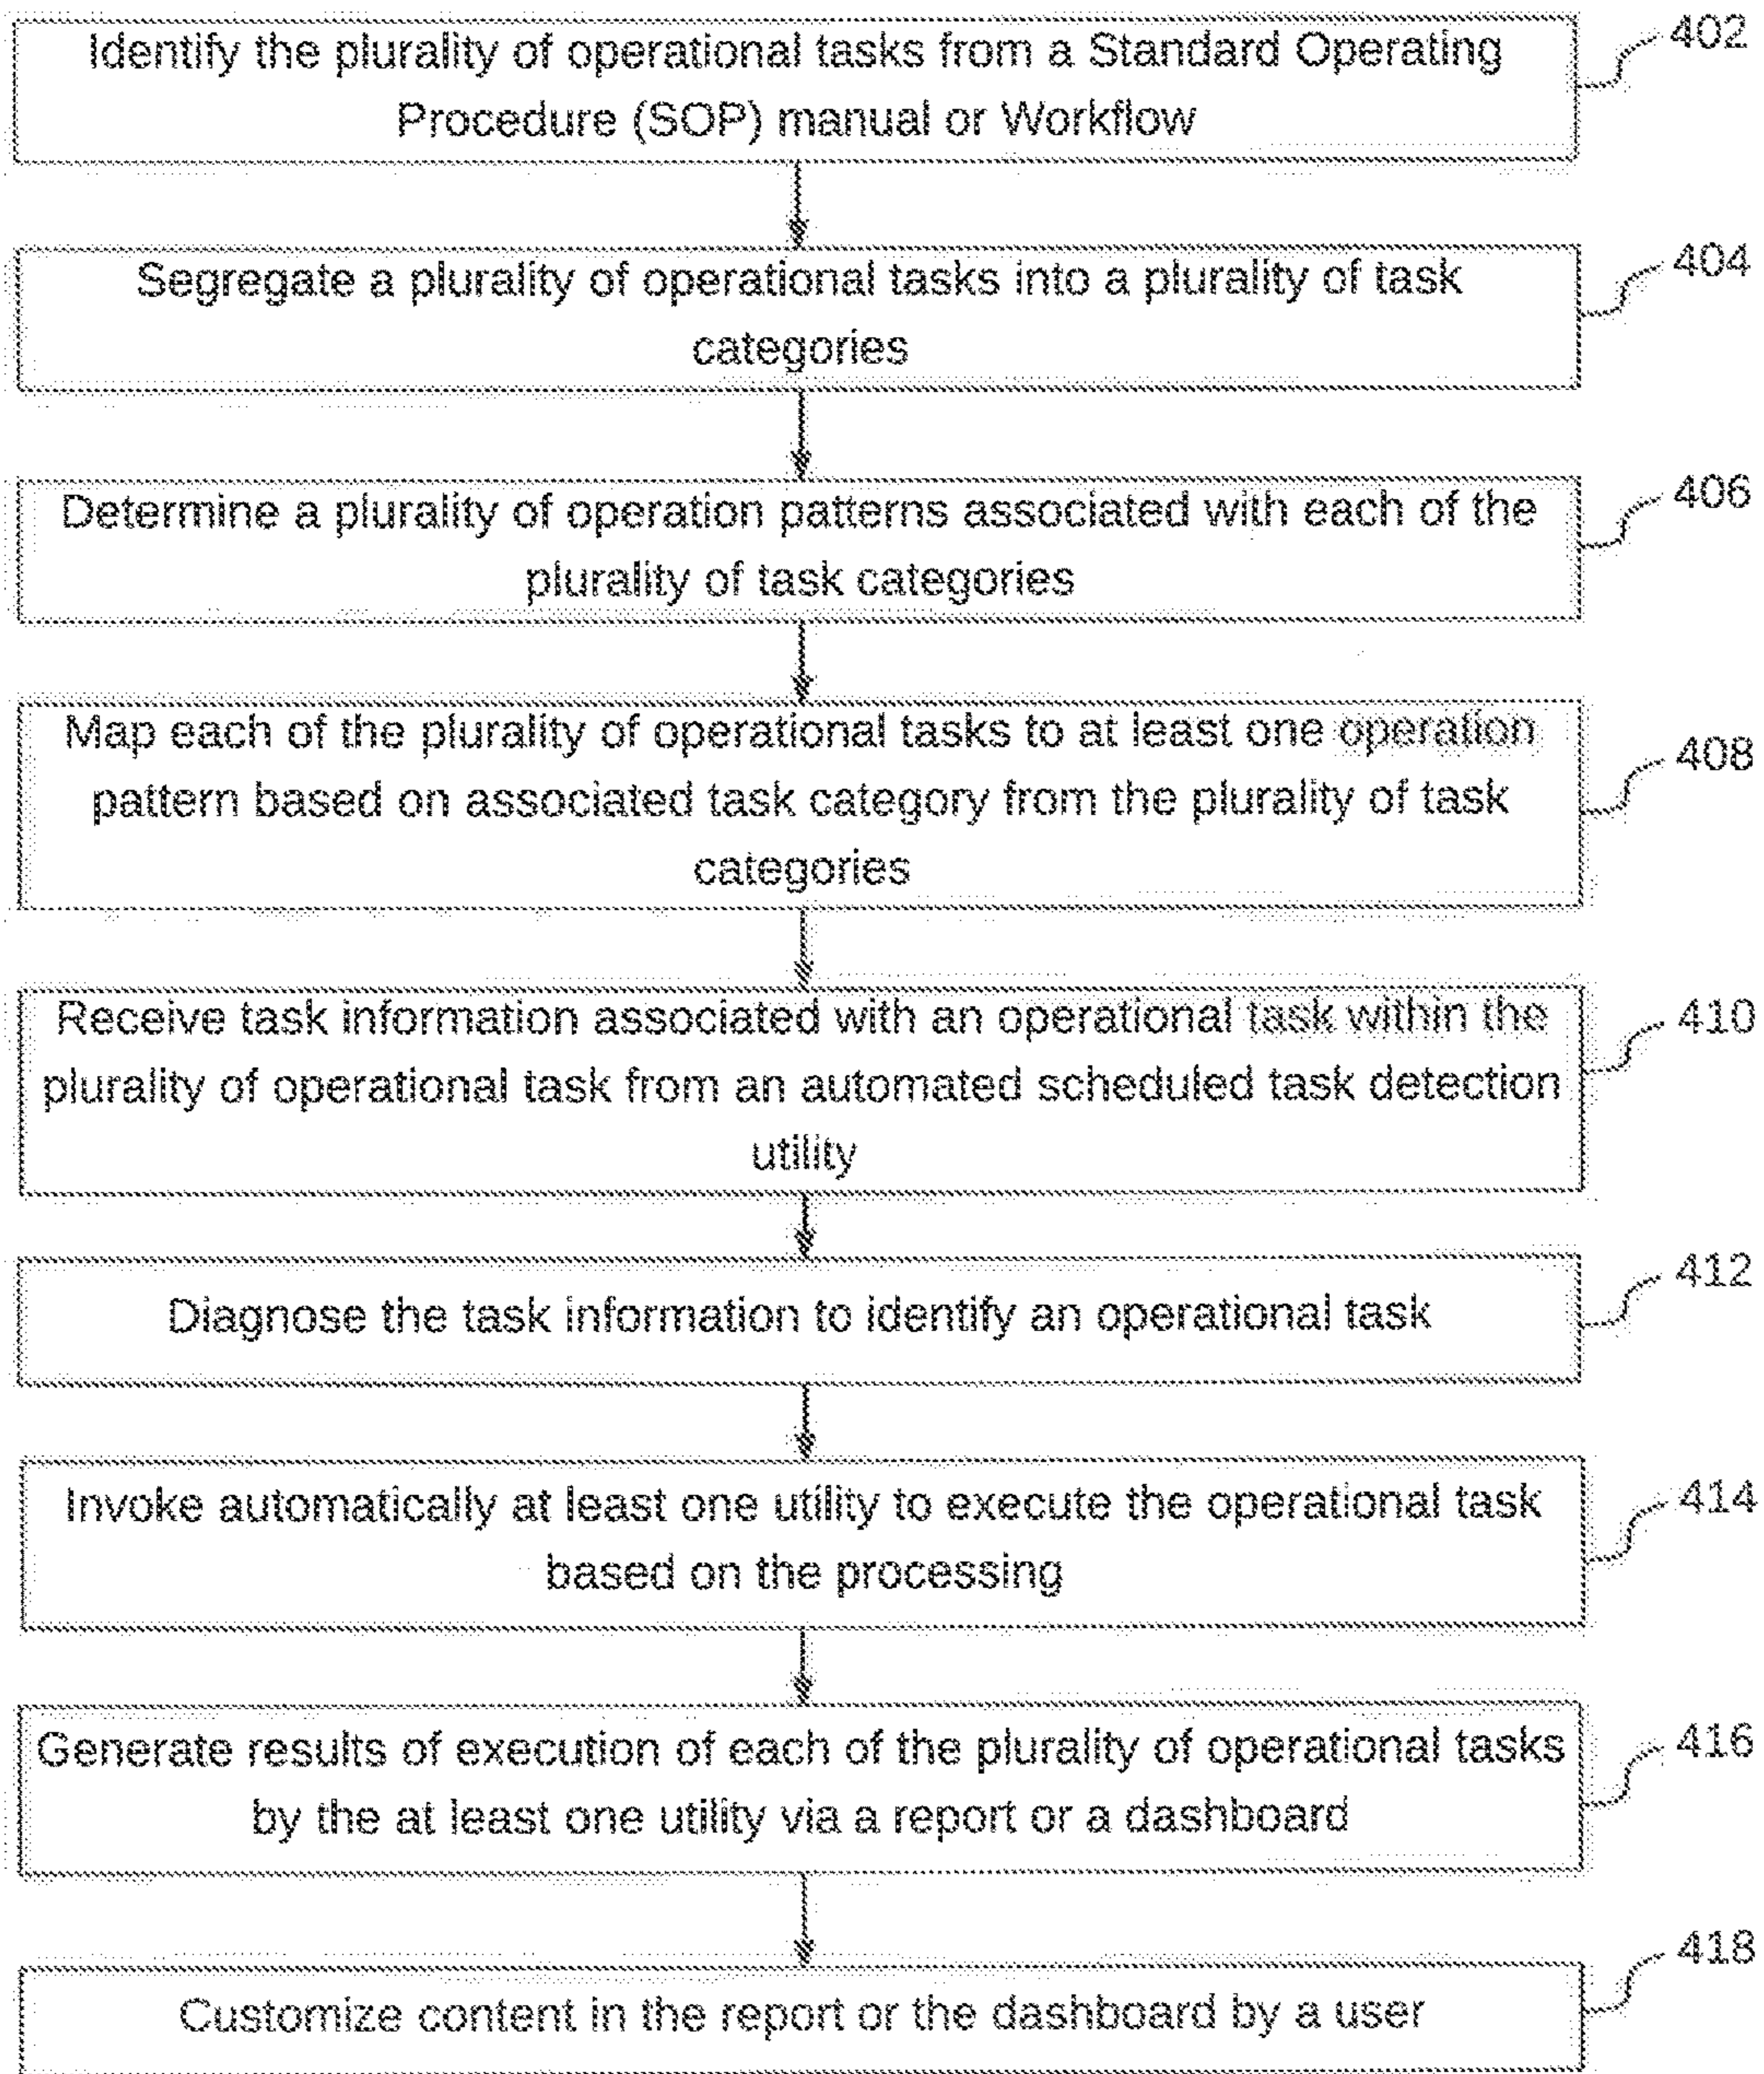 Identify the plurality of operational tasks from a Standard Operating
Procedure (SOP) manual or Workflow
402
Segregate a plurality of operational tasks into a plurality of task
categories
404
Determine a plurality of operation patterns associated with each of the
plurality of task categories
406
Map each of the plurality of operational tasks to at least one operation
pattern based on associated task category from the plurality of task
categories
408
Receive task information associated with an operational task within the
plurality of operational task from an automated scheduled task detection
utility
410
Diagnose the task information to identify an operational task
412
Invoke automatically at least one utility to execute the operational task
based on the processing
414
Generate results of execution of each of the plurality of operational tasks
by the at least one utility via a report or a dashboard
416
Customize content in the report or the dashboard by a user
418